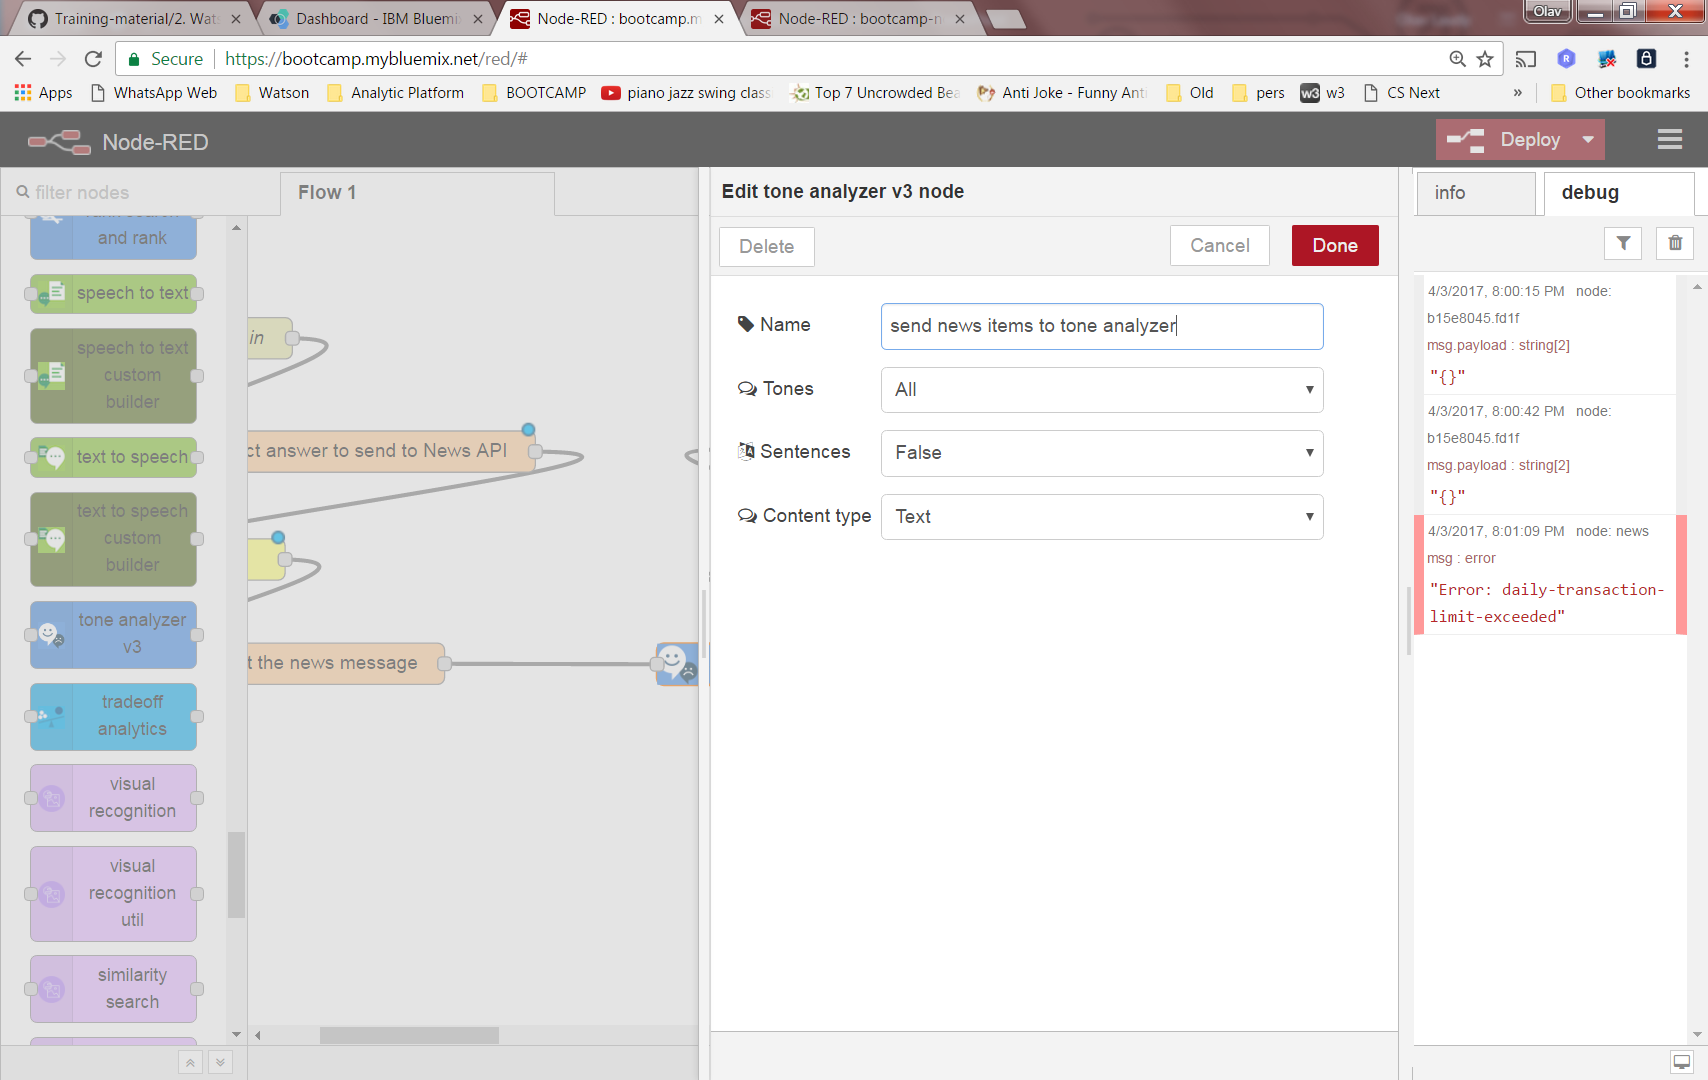 Training-material/2. Wats
Dashboard - IBM Bluemi
Node-RED : bootcamp.m
Node-RED : bootcamp-n
Olav
Secure
https://bootcamp.mybluemix.net/red/#
Apps
WhatsApp Web
Watson
Analytic Platform
BOOTCAMP
piano jazz swing class
Top 7 Uncrowded Bea
Anti Joke - Funny Anti
Old
pers
w3
w3
CS Next
»
Other bookmarks
Node-RED
Deploy
filter nodes
Flow 1
and rank
speech to text
speech to text
custom
builder
text to speech
text to speech
custom
builder
tone analyzer
v3
tradeoff
analytics
visual
recognition
visual
recognition
util
similarity
search
in
ct answer to send to News API
t the news message
Edit tone analyzer v3 node
Delete
Cancel
Done
Name
send news items to tone analyzer
Tones
All
Sentences
False
Content type
Text
info
debug
4/3/2017, 8:00:15 PM node:
b15e8045.fd1f
msg.payload : string[2]
"{}"
4/3/2017, 8:00:42 PM node:
b15e8045.fd1f
msg.payload : string[2]
"{}"
4/3/2017, 8:01:09 PM node: news
msg : error
"Error: daily-transaction-
limit-exceeded"